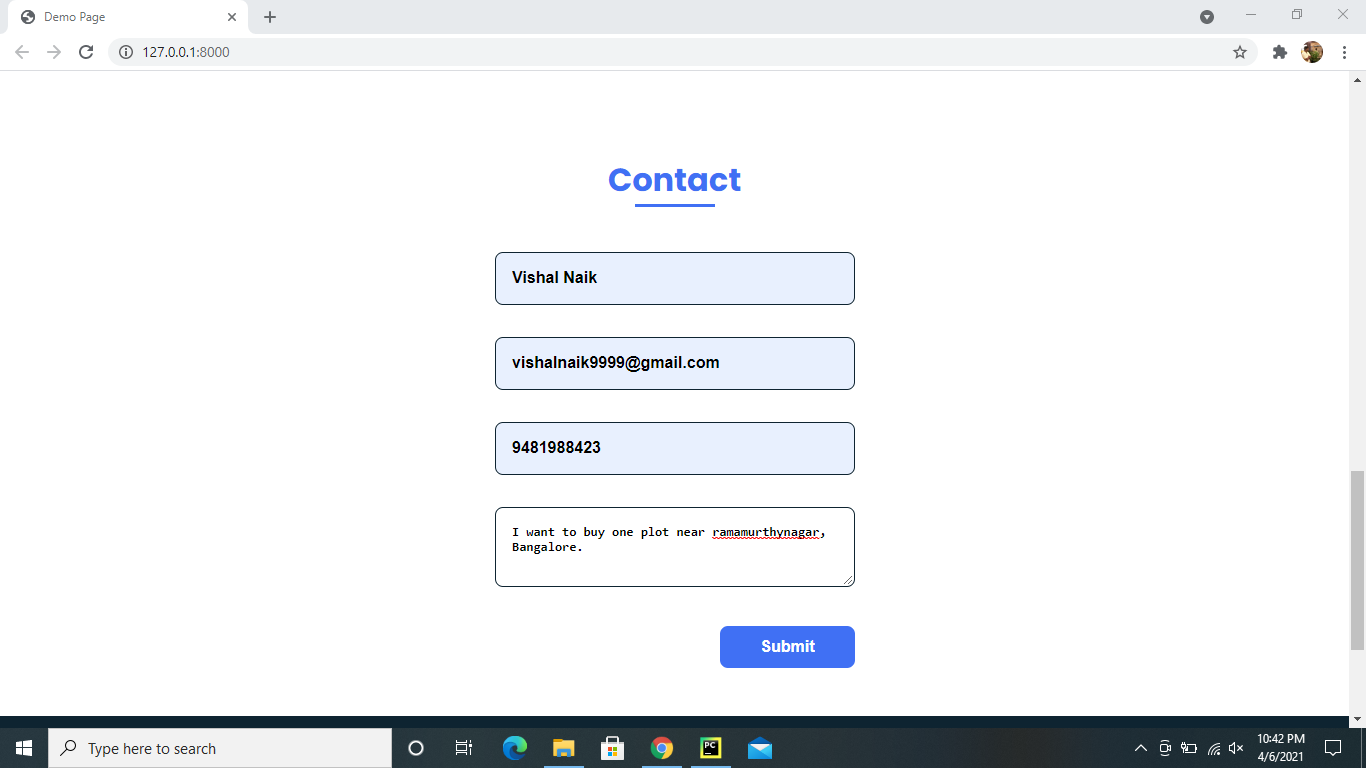 Demo Page
127.0.0.1:8000
Contact
Vishal Naik
vishalnaik9999@gmail.com
9481988423
I want to buy one plot near ramamurthynagar,
Bangalore.
Submit
Type here to search
PC
10:42 PM
4/6/2021